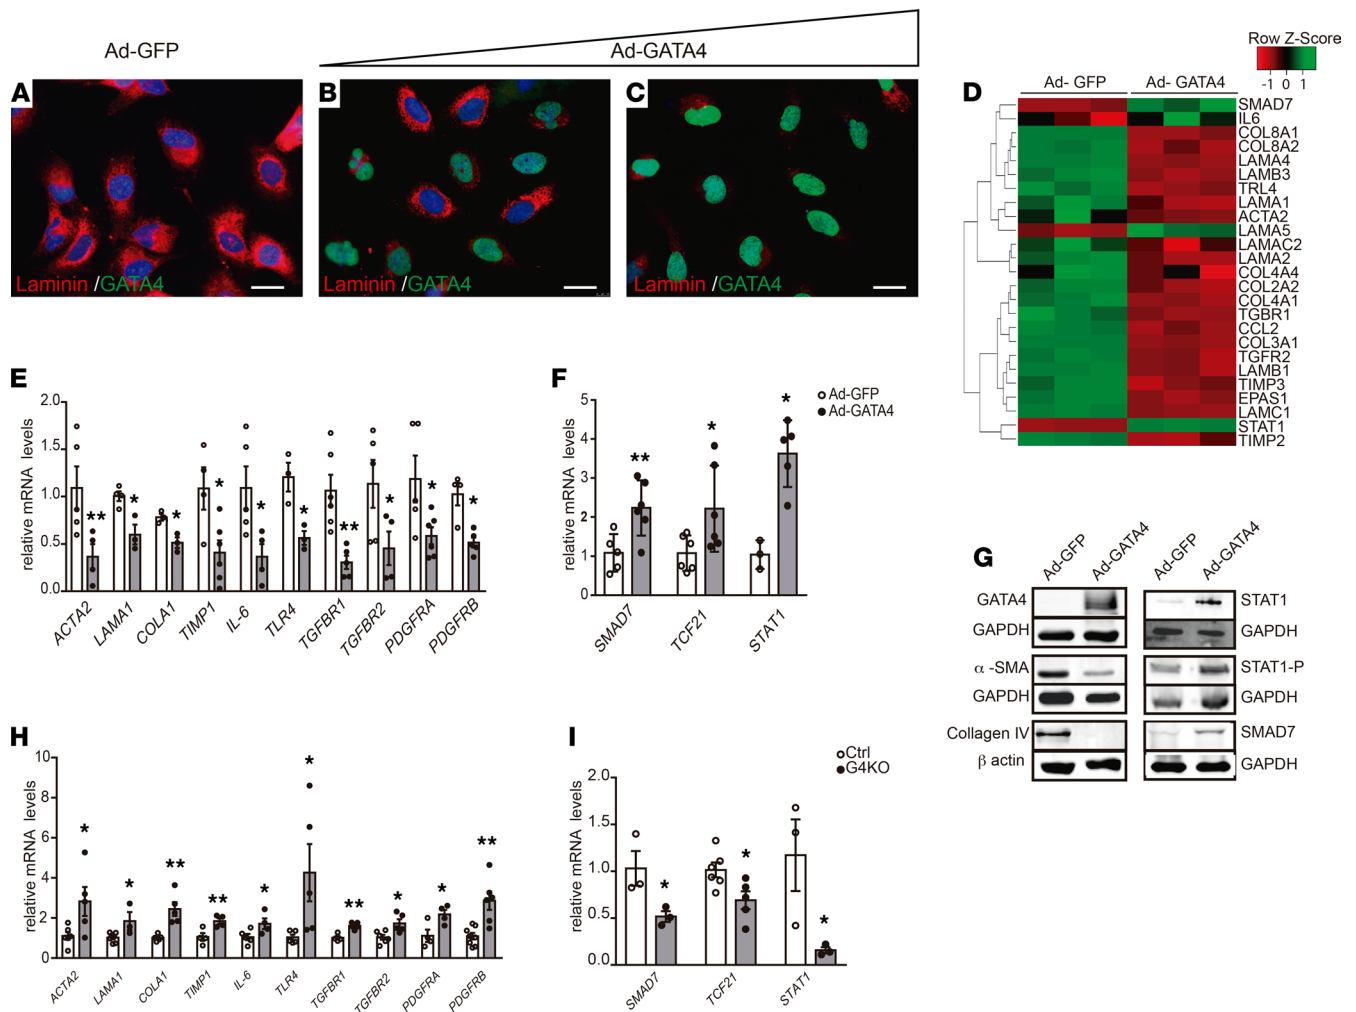 Ad-GFP
Ad-GATA4
A
B
C
Laminin /GATA4
Laminin /GATA4
Laminin /GATA4
D
Row Z-Score
-1 0 1
Ad- GFP
Ad- GATA4
SMAD7
IL6
COL8A1
COL8A2
LAMA4
LAMB3
TRL4
LAMA1
ACTA2
LAMA5
LAMAC2
LAMA2
COL4A4
COL2A2
COL4A1
TGBR1
CCL2
COL3A1
TGFR2
LAMB1
TIMP3
EPAS1
LAMC1
STAT1
TIMP2
E
relative mRNA levels
2.0
1.5
1.0
0.5
0.0
** * * * * * ** * * *
ACTA2 LAMA1 COLA1 TIMP1 IL-6 TLR4 TGFBR1 TGFBR2 PDGFRA PDGFRB
F
relative mRNA levels
5
4
3
2
1
0
** * *
SMAD7 TCF21 STAT1
Ad-GFP
Ad-GATA4
G
Ad-GFP Ad-GATA4 Ad-GFP Ad-GATA4
GATA4 STAT1
GAPDH GAPDH
α -SMA STAT1-P
GAPDH GAPDH
Collagen IV SMAD7
β actin GAPDH
H
relative mRNA levels
10
8
6
4
2
0
* * ** ** * * ** * * **
ACTA2 LAMA1 COLA1 TIMP1 IL-6 TLR4 TGFBR1 TGFBR2 PDGFRA PDGFRB
I
relative mRNA levels
2.0
1.5
1.0
0.5
0.0
* * *
SMAD7 TCF21 STAT1
Ctrl
G4KO